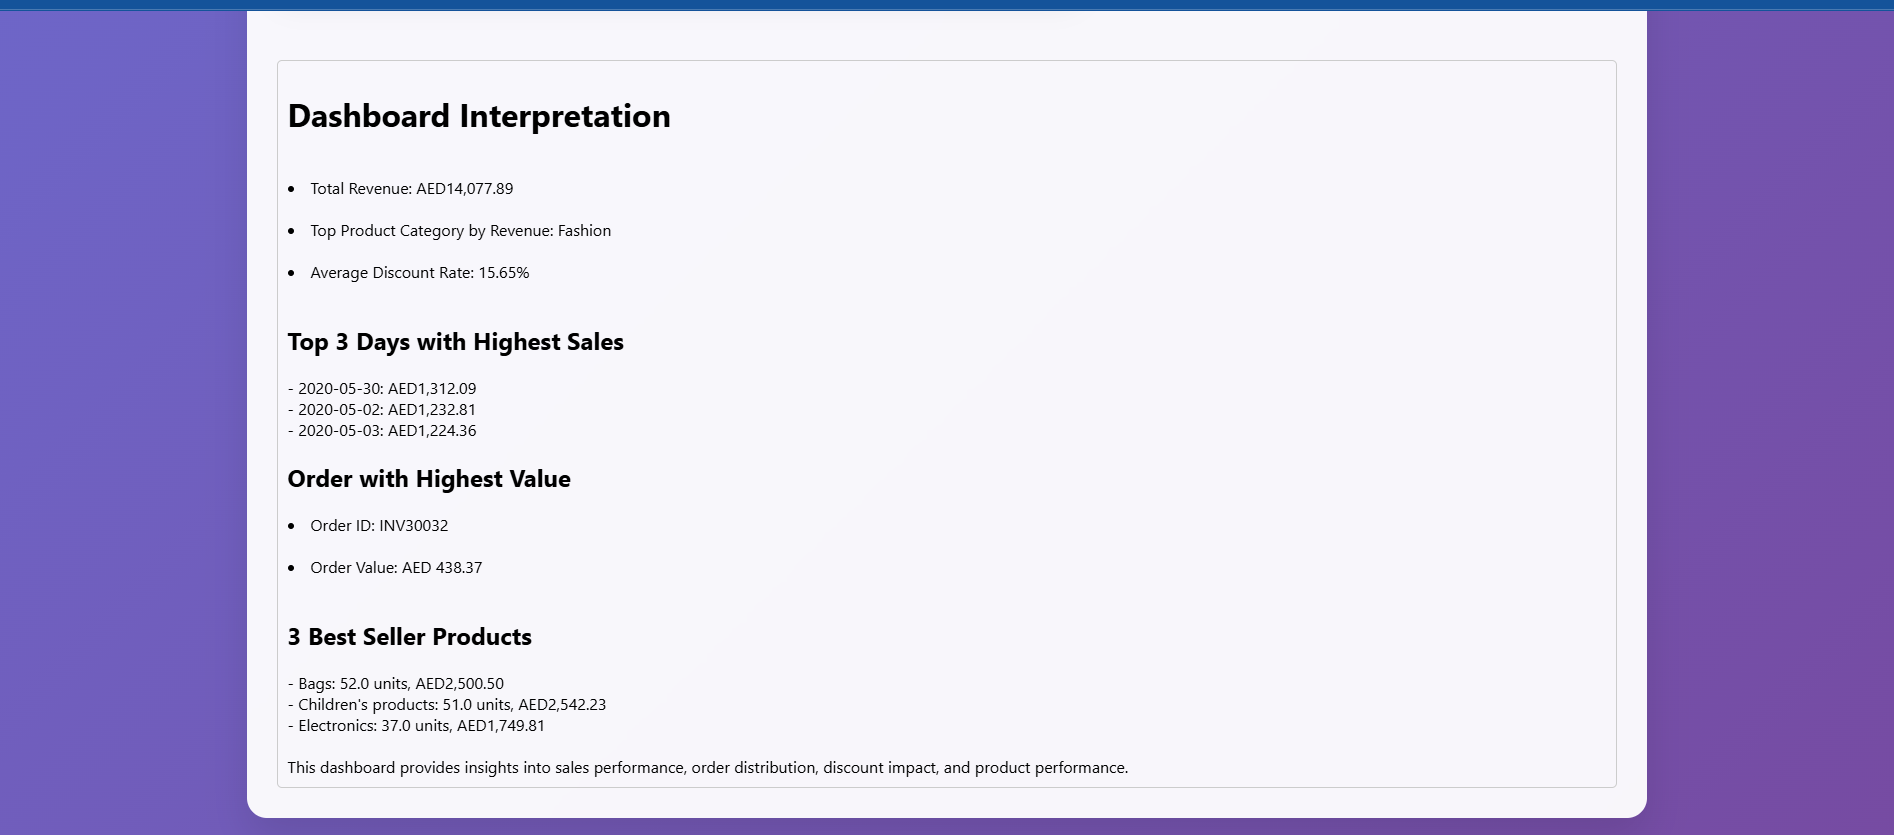 Dashboard Interpretation
• Total Revenue: AED14,077.89
• Top Product Category by Revenue: Fashion
• Average Discount Rate: 15.65%
Top 3 Days with Highest Sales
- 2020-05-30: AED1,312.09
- 2020-05-02: AED1,232.81
- 2020-05-03: AED1,224.36
Order with Highest Value
• Order ID: INV30032
• Order Value: AED 438.37
3 Best Seller Products
- Bags: 52.0 units, AED2,500.50
- Children's products: 51.0 units, AED2,542.23
- Electronics: 37.0 units, AED1,749.81
This dashboard provides insights into sales performance, order distribution, discount impact, and product performance.